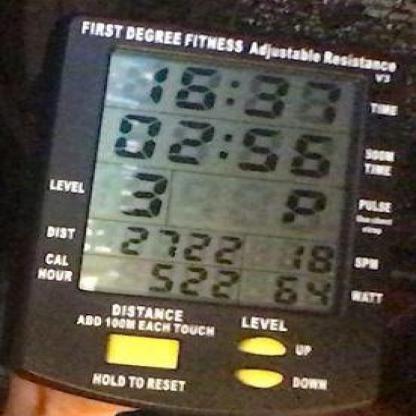 FIRST DEGREE FITNESS Adjustable Resistance
V3
16:37 TIME
02:56 500M TIME
LEVEL 3 P PULSE
DIST 2722 18 SPM
CAL HOUR 522 64 WATT
DISTANCE
ADD 100M EACH TOUCH
LEVEL
UP
HOLD TO RESET
DOWN